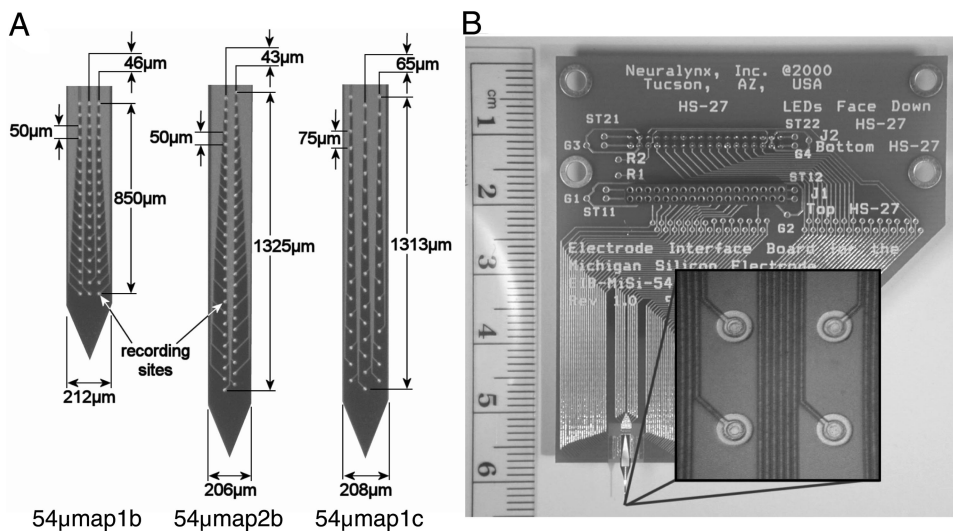 A
46µm
43µm
65µm
50µm
50µm
75µm
850µm
1325µm
1313µm
recording
sites
212µm
206µm
208µm
54µmap1b
54µmap2b
54µmap1c
B
cm
1
2
3
4
5
6
Neuralynx, Inc. @2000
Tucson, AZ, USA
HS-27 LEDs Face Down
ST21 ST22 HS-27
J2
G3 G4 Bottom HS-27
R2
R1
ST12
G1 J1
ST11 Top HS-27
G2
Electrode Interface Board for the
Michigan Silicon Electrode
EIB-MiSi-54
Rev 1.0